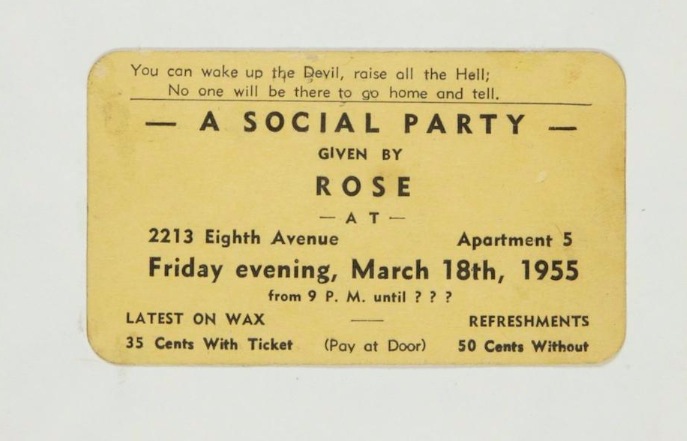 You can wake up the Devil, raise all the Hell;
No one will be there to go home and tell.
— A SOCIAL PARTY —
GIVEN BY
ROSE
— AT —
2213 Eighth Avenue Apartment 5
Friday evening, March 18th, 1955
from 9 P. M. until ? ? ?
LATEST ON WAX — REFRESHMENTS
35 Cents With Ticket (Pay at Door) 50 Cents Without